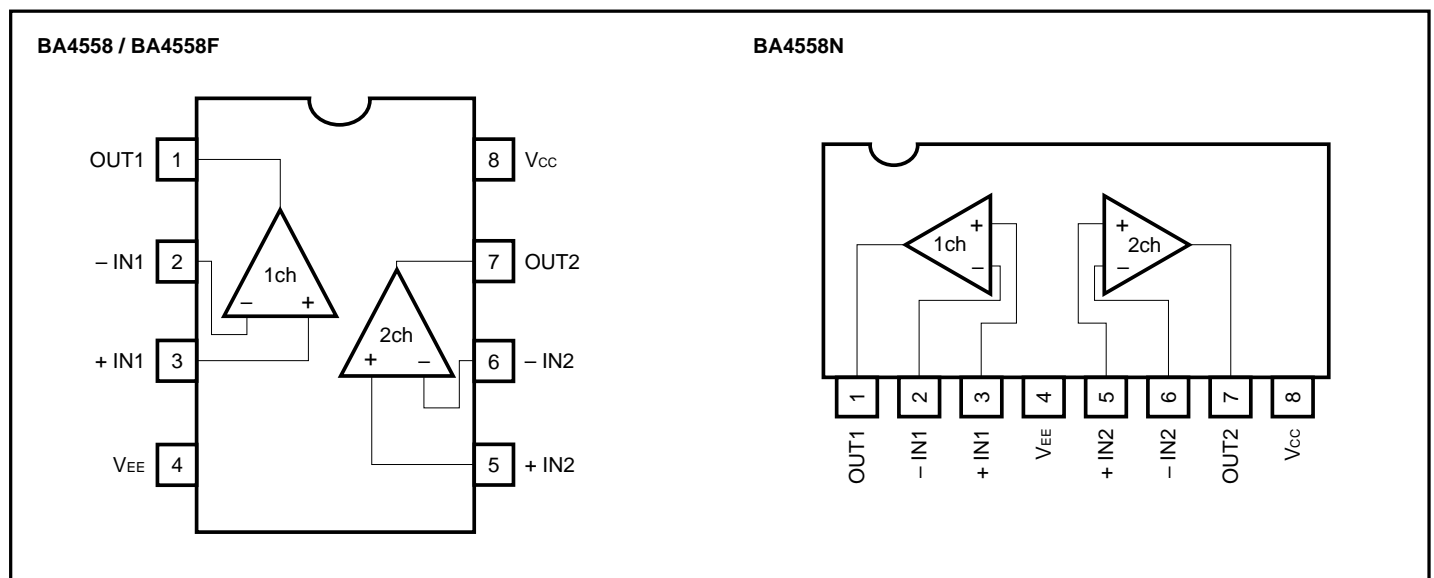 BA4558 / BA4558F
OUT1 1
8 VCC
– IN1 2
7 OUT2
1ch
– +
+ IN1 3
2ch
+ –
6 – IN2
VEE 4
5 + IN2
BA4558N
1ch
+
–
2ch
+
–
1 2 3 4 5 6 7 8
OUT1
– IN1
+ IN1
VEE
+ IN2
– IN2
OUT2
VCC